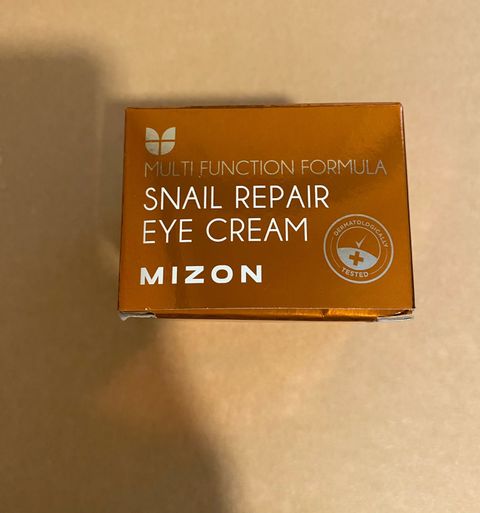 MULTI FUNCTION FORMULA
SNAIL REPAIR
EYE CREAM
DERMATOLOGICALLY
TESTED
MIZON